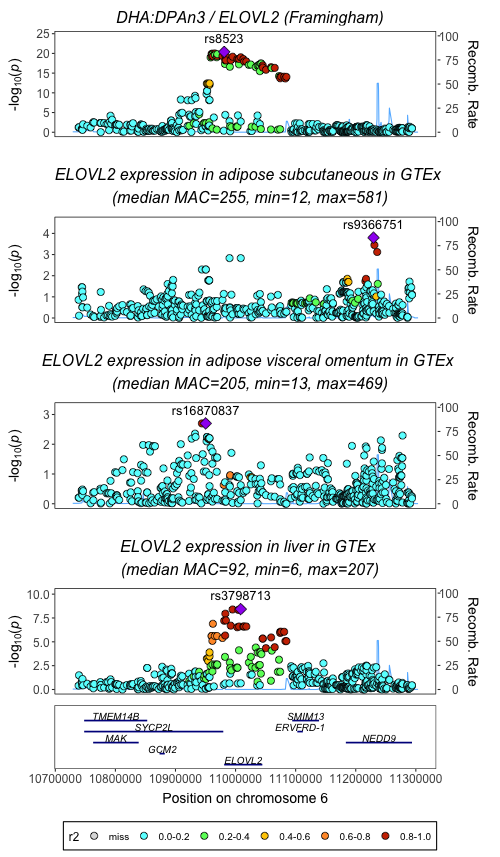 DHA:DPAn3 / ELOVL2 (Framingham)
rs8523
-log10(p)
25
20
15
10
5
0
100
75
50
25
0
Recomb. Rate
ELOVL2 expression in adipose subcutaneous in GTEx
(median MAC=255, min=12, max=581)
rs9366751
-log10(p)
4
3
2
1
0
100
75
50
25
0
Recomb. Rate
ELOVL2 expression in adipose visceral omentum in GTEx
(median MAC=205, min=13, max=469)
rs16870837
-log10(p)
3
2
1
0
100
75
50
25
0
Recomb. Rate
ELOVL2 expression in liver in GTEx
(median MAC=92, min=6, max=207)
rs3798713
-log10(p)
10.0
7.5
5.0
2.5
0.0
100
75
50
25
0
Recomb. Rate
TMEM14B SMIM13
SYCP2L ERVERD-1
MAK NEDD9
GCM2
ELOVL2
10700000 10800000 10900000 11000000 11100000 11200000 11300000
Position on chromosome 6
r2 miss 0.0-0.2 0.2-0.4 0.4-0.6 0.6-0.8 0.8-1.0